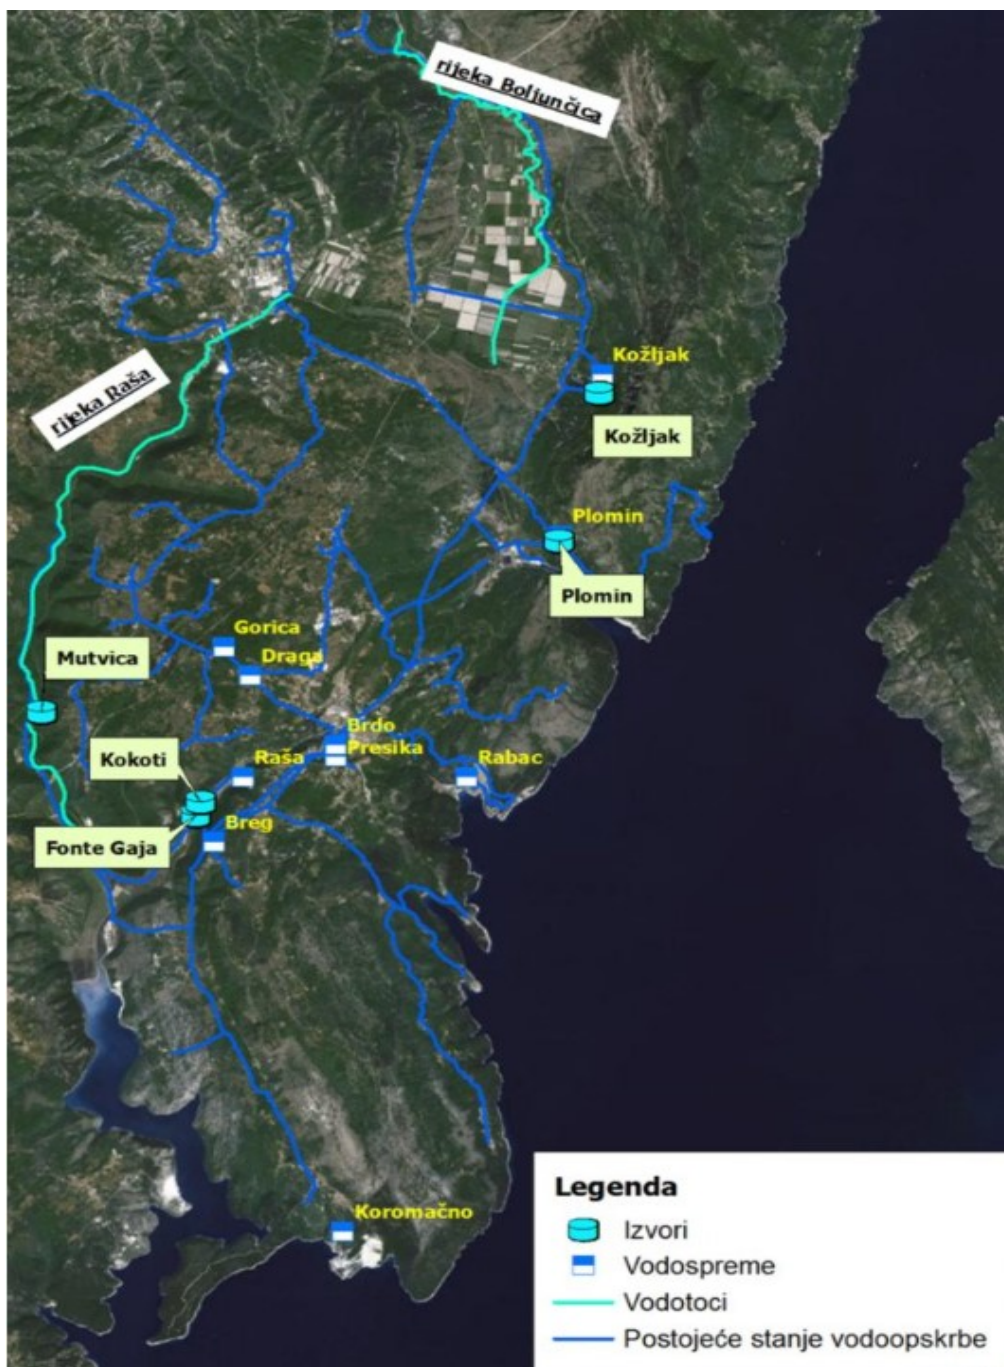 rijeka Boljunčica
rijeka Raša
Kožljak
Kožljak
Plomin
Plomin
Gorica
Mutvica
Draga
Brdo
Presika
Kokoti
Raša
Rabac
Breg
Fonte Gaja
Koromačno
Legenda
Izvori
Vodospreme
Vodotoci
Postojeće stanje vodoopskrbe